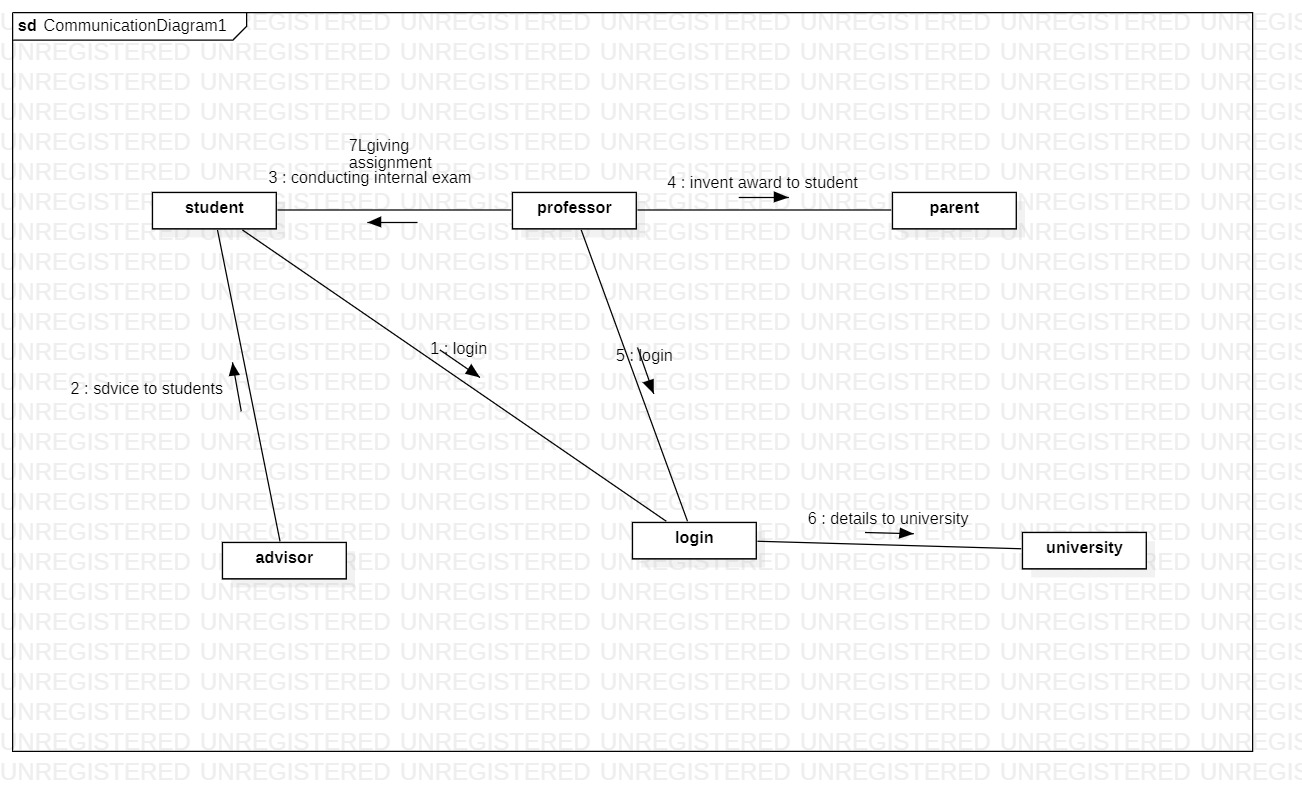 sd CommunicationDiagram1
7Lgiving
assignment
3 : conducting internal exam
4 : invent award to student
student
professor
parent
1 : login
5 : login
2 : sdvice to students
6 : details to university
login
university
advisor
UNREGISTERED UNREGISTERED UNREGISTERED UNREGISTERED UNREGISTERED UNREGISTERED